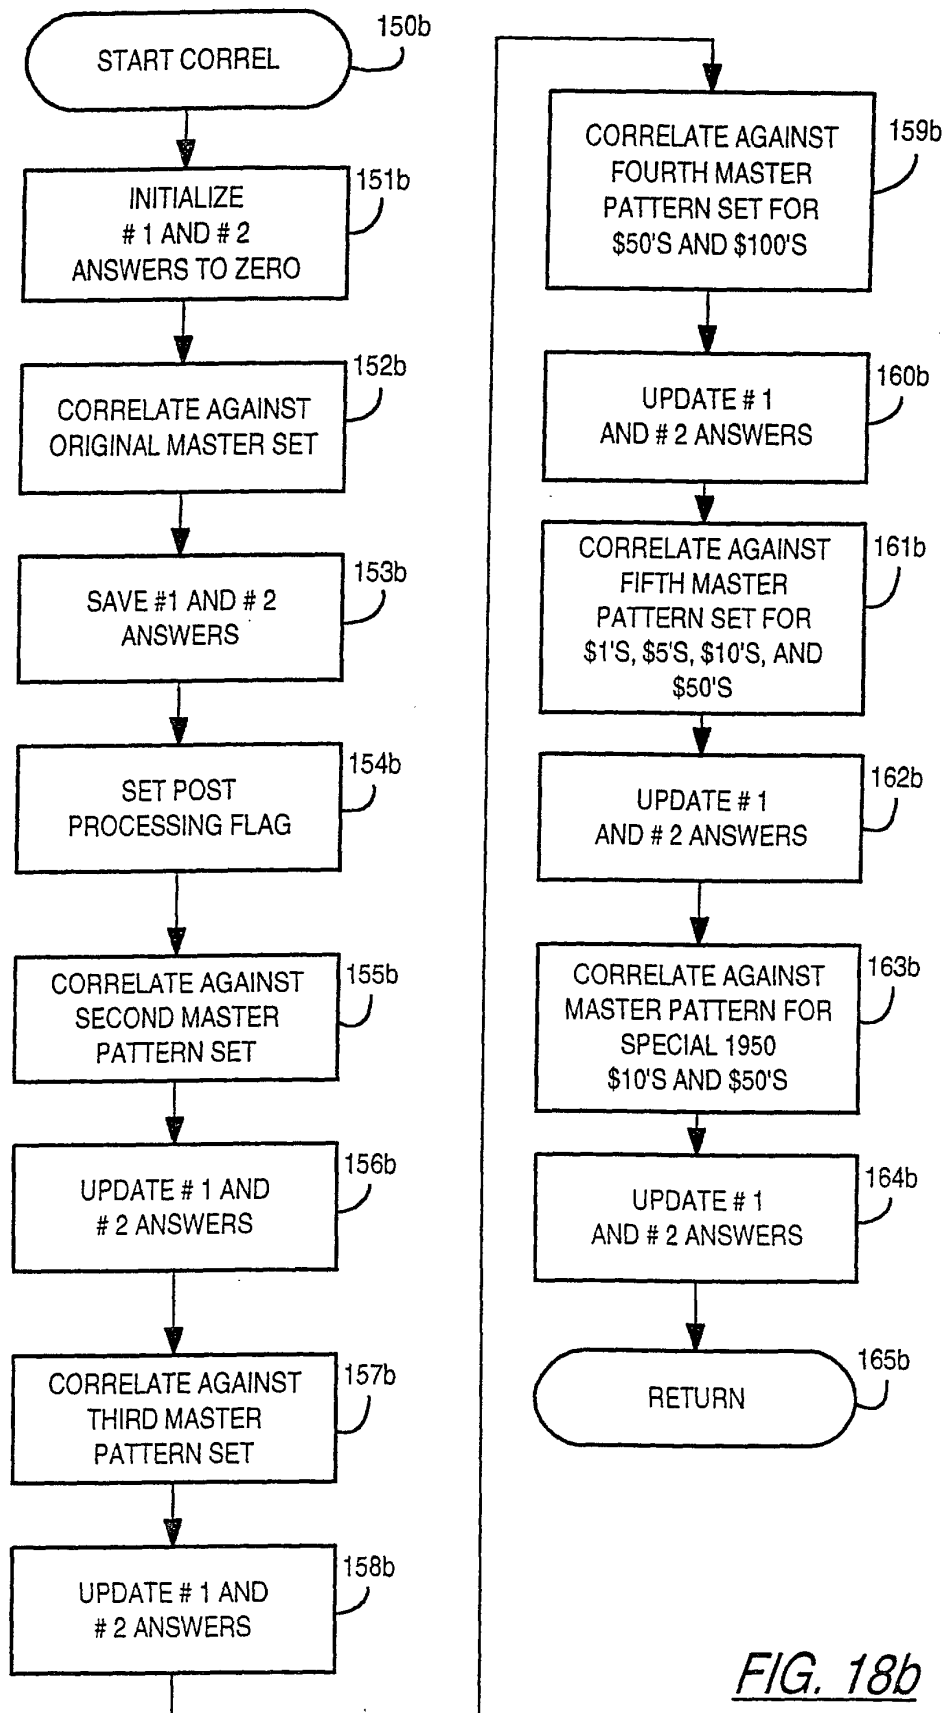 START CORREL
150b
INITIALIZE
# 1 AND # 2
ANSWERS TO ZERO
151b
CORRELATE AGAINST
ORIGINAL MASTER SET
152b
SAVE #1 AND # 2
ANSWERS
153b
SET POST
PROCESSING FLAG
154b
CORRELATE AGAINST
SECOND MASTER
PATTERN SET
155b
UPDATE # 1 AND
# 2 ANSWERS
156b
CORRELATE AGAINST
THIRD MASTER
PATTERN SET
157b
UPDATE # 1 AND
# 2 ANSWERS
158b
CORRELATE AGAINST
FOURTH MASTER
PATTERN SET FOR
$50'S AND $100'S
159b
UPDATE # 1
AND # 2 ANSWERS
160b
CORRELATE AGAINST
FIFTH MASTER
PATTERN SET FOR
$1'S, $5'S, $10'S, AND
$50'S
161b
UPDATE # 1
AND # 2 ANSWERS
162b
CORRELATE AGAINST
MASTER PATTERN FOR
SPECIAL 1950
$10'S AND $50'S
163b
UPDATE # 1
AND # 2 ANSWERS
164b
RETURN
165b
FIG. 18b